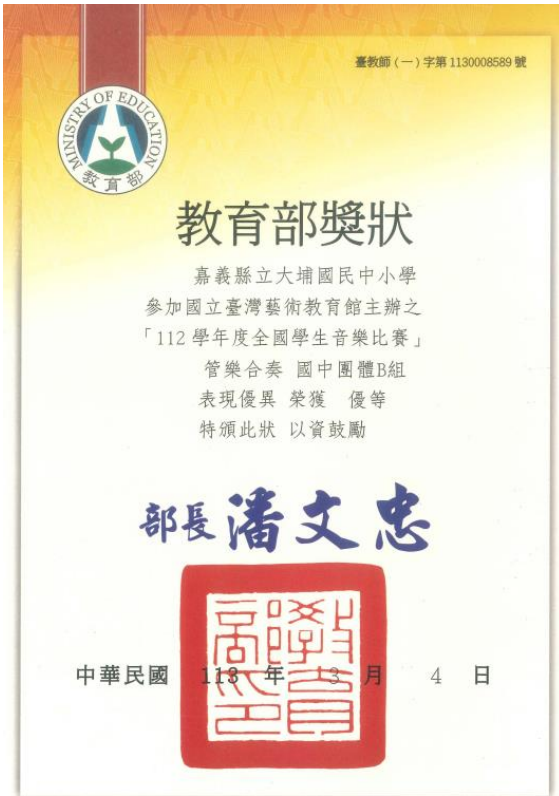 臺教師(一)字第1130008589號
MINISTRY OF EDUCATION
教育部
教育部獎狀
嘉義縣立大埔國民中小學
參加國立臺灣藝術教育館主辦之
「112學年度全國學生音樂比賽」
管樂合奏 國中團體B組
表現優異 榮獲 優等
特頒此狀 以資鼓勵
部長潘文忠
教育部印
中華民國 113 年 3 月 4 日